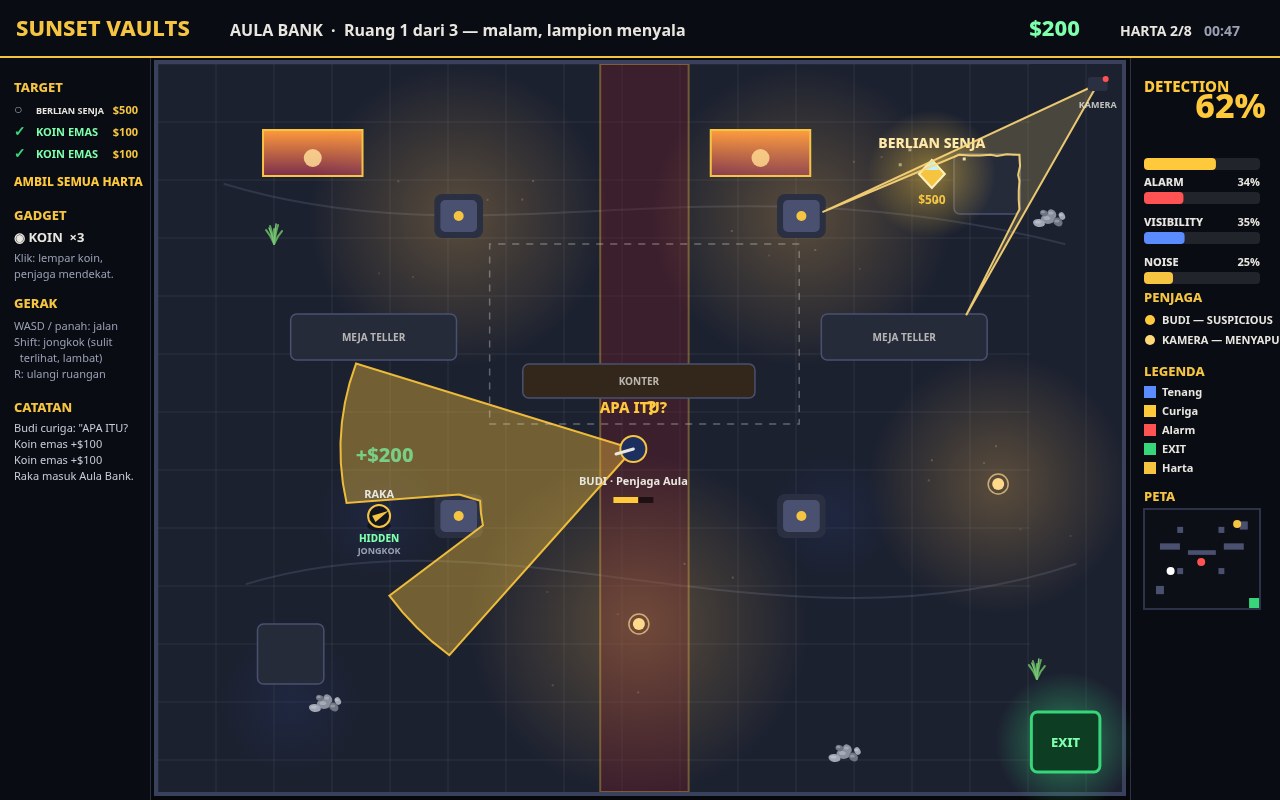 SUNSET VAULTS
AULA BANK · Ruang 1 dari 3 — malam, lampion menyala
$200
HARTA 2/8
00:47
TARGET
○ BERLIAN SENJA $500
✓ KOIN EMAS $100
✓ KOIN EMAS $100
AMBIL SEMUA HARTA
GADGET
◉ KOIN ×3
Klik: lempar koin,
penjaga mendekat.
GERAK
WASD / panah: jalan
Shift: jongkok (sulit
terlihat, lambat)
R: ulangi ruangan
CATATAN
Budi curiga: "APA ITU?
Koin emas +$100
Koin emas +$100
Raka masuk Aula Bank.
KAMERA
BERLIAN SENJA
$500
MEJA TELLER
MEJA TELLER
KONTER
APA ITU?
?
+$200
BUDI · Penjaga Aula
RAKA
HIDDEN
JONGKOK
EXIT
DETECTION
62%
ALARM 34%
VISIBILITY 35%
NOISE 25%
PENJAGA
BUDI — SUSPICIOUS
KAMERA — MENYAPU
LEGENDA
Tenang
Curiga
Alarm
EXIT
Harta
PETA